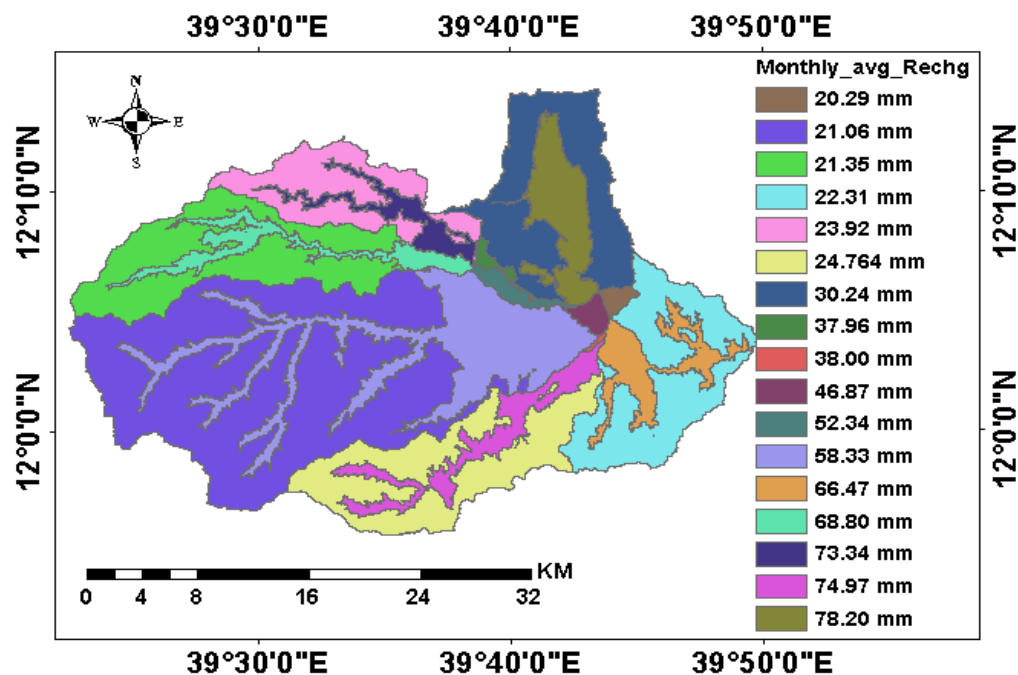 39°30'0"E 39°40'0"E 39°50'0"E
Monthly_avg_Rechg
N
W E
S
20.29 mm
21.06 mm
21.35 mm
22.31 mm
23.92 mm
24.764 mm
30.24 mm
37.96 mm
38.00 mm
46.87 mm
52.34 mm
58.33 mm
66.47 mm
68.80 mm
73.34 mm
74.97 mm
78.20 mm
12°10'0"N
12°0'0"N
12°10'0"N
12°0'0"N
KM
0 4 8 16 24 32
39°30'0"E 39°40'0"E 39°50'0"E